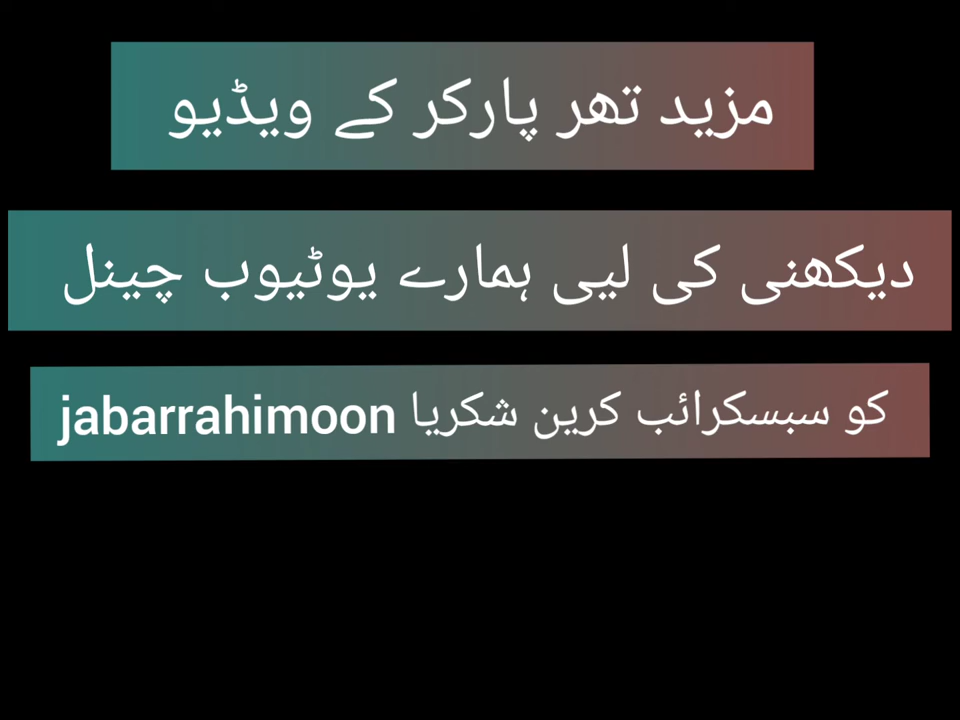 مزید تھر پارکر کے ویڈیو
دیکھنی کی لیی ہمارے یوٹیوب چینل
کو سبسکرائب کرین شکریا jabarrahimoon